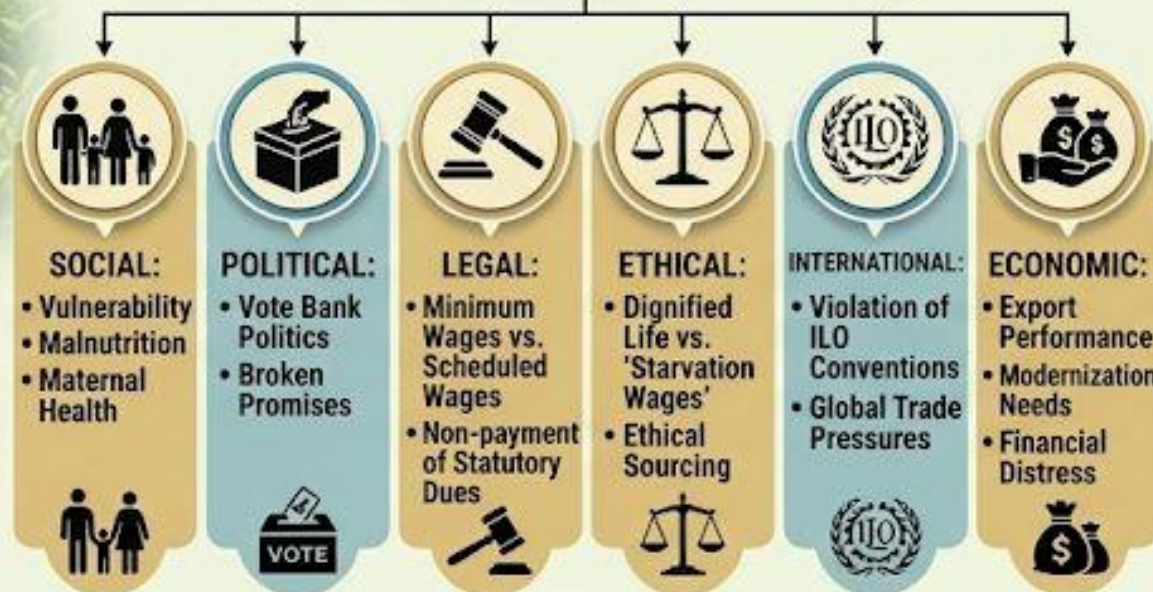 ILO
SOCIAL:
• Vulnerability
• Malnutrition
• Maternal
Health
POLITICAL:
• Vote Bank
Politics
• Broken
Promises
VOTE
LEGAL:
• Minimum
Wages vs.
Scheduled
Wages
• Non-payment
of Statutory
Dues
ETHICAL:
• Dignified
Life vs.
'Starvation
Wages'
• Ethical
Sourcing
INTERNATIONAL:
• Violation of
ILO
Conventions
• Global Trade
Pressures
ILO
ECONOMIC:
• Export
Performance
• Modernization
Needs
• Financial
Distress
$ $
$